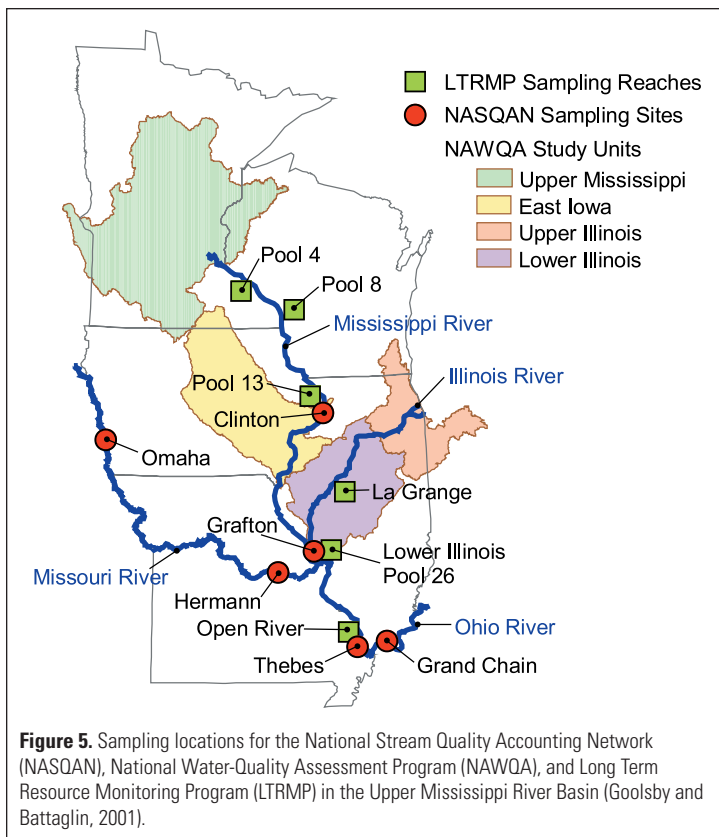 LTRMP Sampling Reaches
NASQAN Sampling Sites
NAWQA Study Units
Upper Mississippi
East Iowa
Upper Illinois
Lower Illinois
Pool 4
Pool 8
Mississippi River
Pool 13
Illinois River
Clinton
Omaha
La Grange
Grafton
Lower Illinois
Pool 26
Missouri River
Hermann
Open River
Ohio River
Thebes
Grand Chain
Figure 5. Sampling locations for the National Stream Quality Accounting Network
(NASQAN), National Water-Quality Assessment Program (NAWQA), and Long Term
Resource Monitoring Program (LTRMP) in the Upper Mississippi River Basin (Goolsby and
Battaglin, 2001).